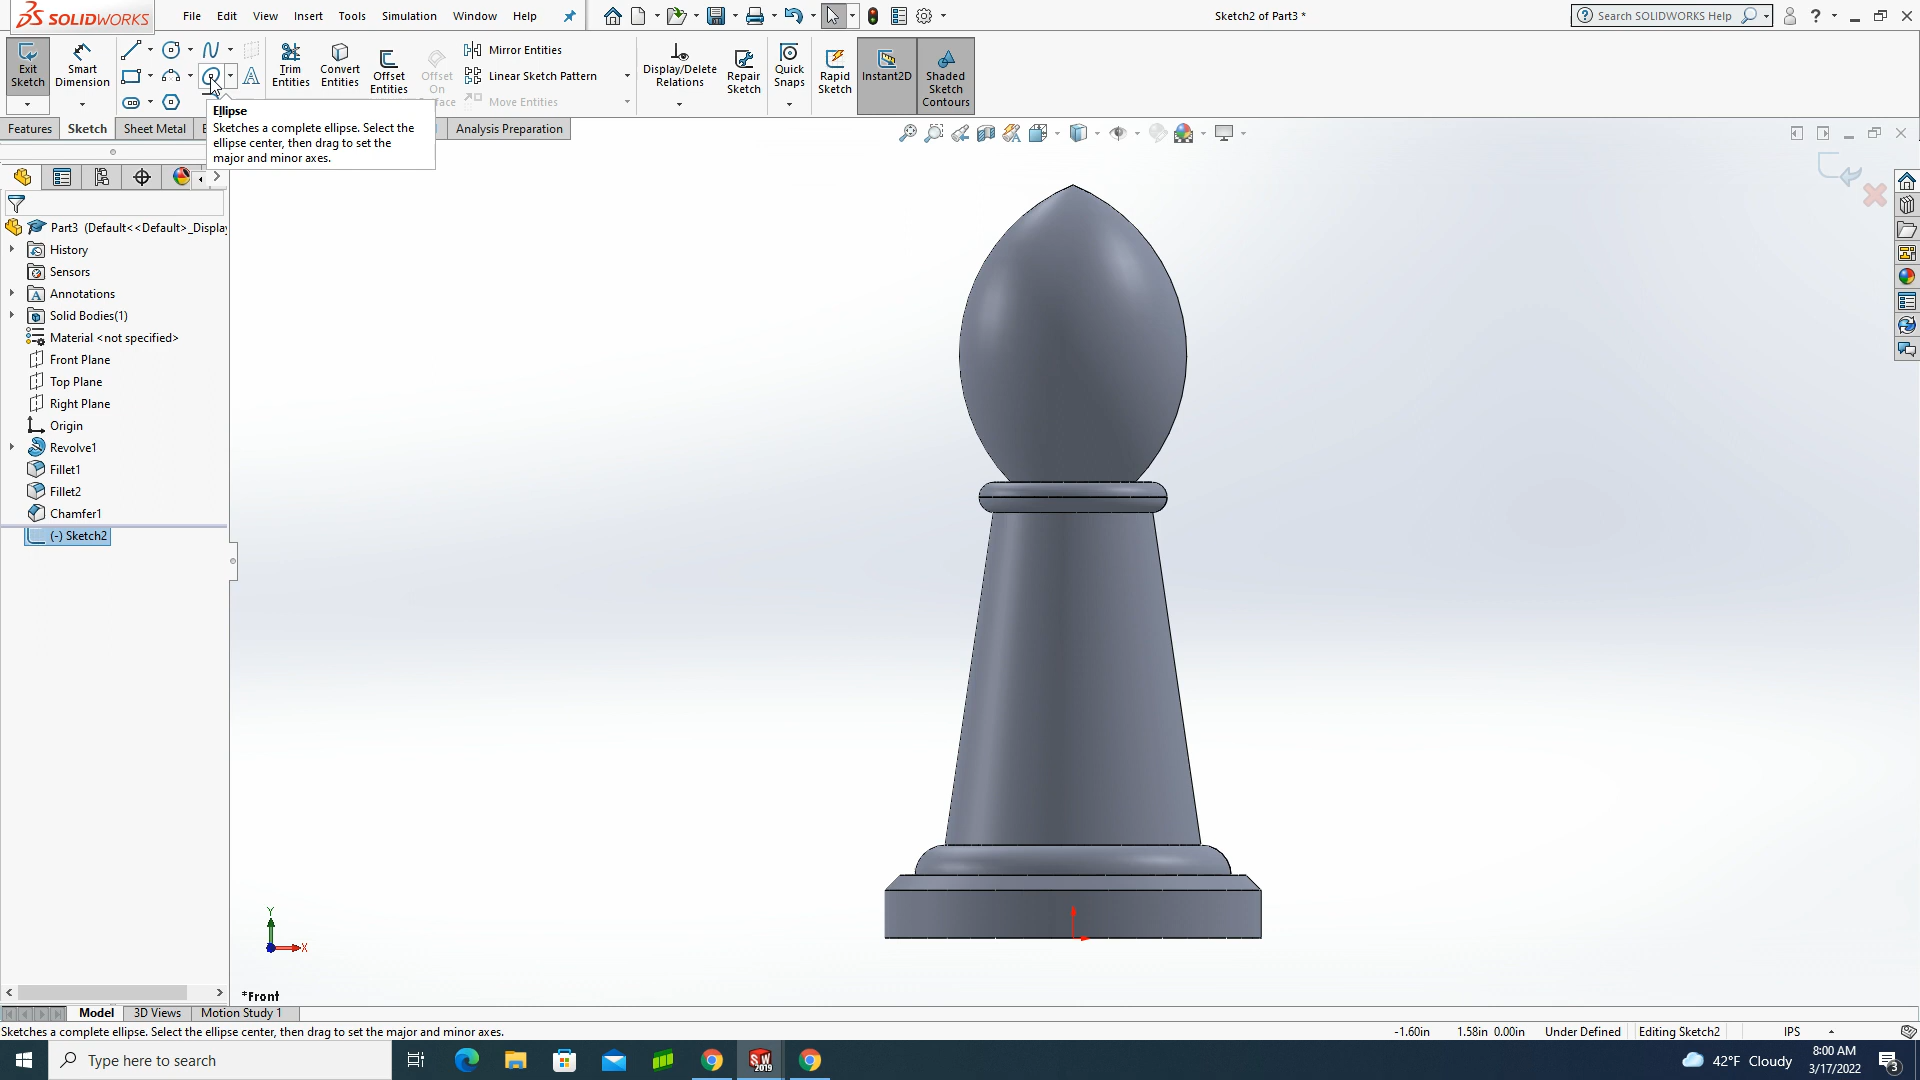 SOLIDWORKS
File Edit View Insert Tools Simulation Window Help
Sketch2 of Part3 *
Search SOLIDWORKS Help
Exit Sketch
Smart Dimension
Trim Entities
Convert Entities
Offset Entities
Offset On
Mirror Entities
Linear Sketch Pattern
Move Entities
Display/Delete Relations
Repair Sketch
Quick Snaps
Rapid Sketch
Instant2D
Shaded Sketch Contours
Features Sketch Sheet Metal Analysis Preparation
Ellipse
Sketches a complete ellipse. Select the
ellipse center, then drag to set the
major and minor axes.
Part3 (Default<<Default>_Display
History
Sensors
Annotations
Solid Bodies(1)
Material <not specified>
Front Plane
Top Plane
Right Plane
Origin
Revolve1
Fillet1
Fillet2
Chamfer1
(-) Sketch2
Y
X
*Front
Model 3D Views Motion Study 1
Sketches a complete ellipse. Select the ellipse center, then drag to set the major and minor axes.
-1.60in 1.58in 0.00in Under Defined Editing Sketch2 IPS
Type here to search
SW 2019
42°F Cloudy
8:00 AM
3/17/2022
3